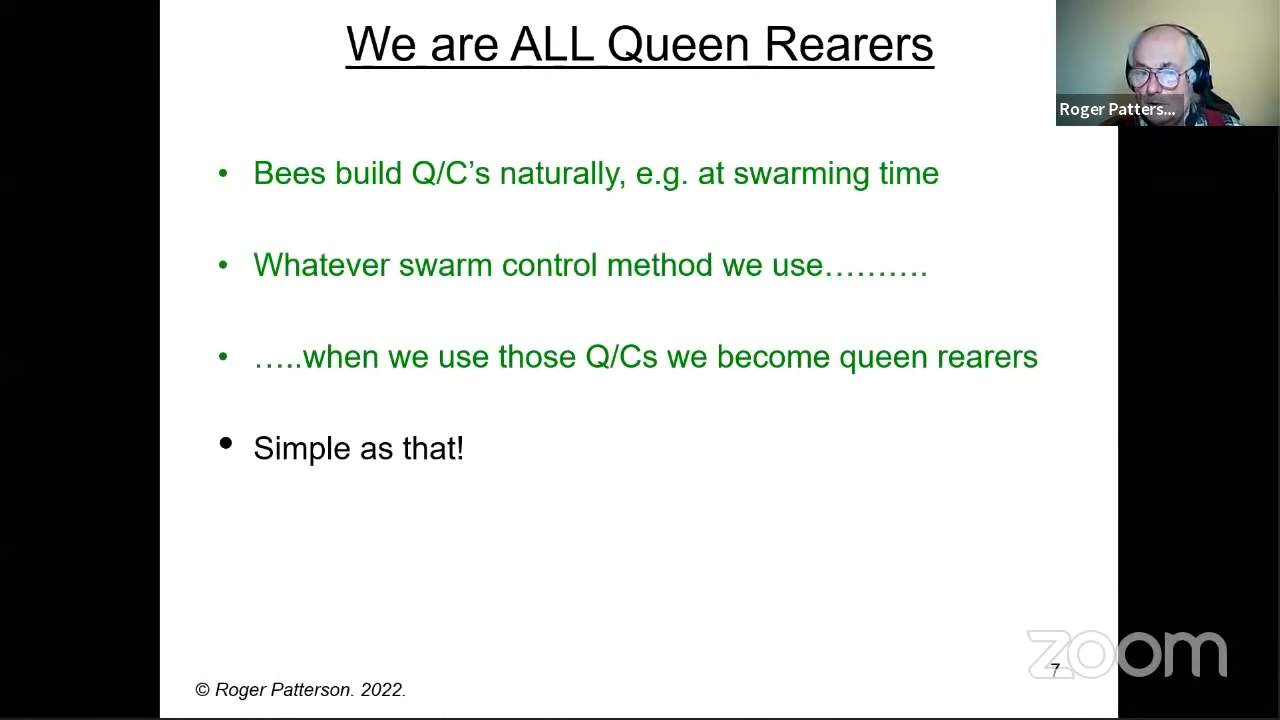 We are ALL Queen Rearers
Roger Patters...
• Bees build Q/C’s naturally, e.g. at swarming time
• Whatever swarm control method we use……….
• …..when we use those Q/Cs we become queen rearers
• Simple as that!
zoom
7
© Roger Patterson. 2022.